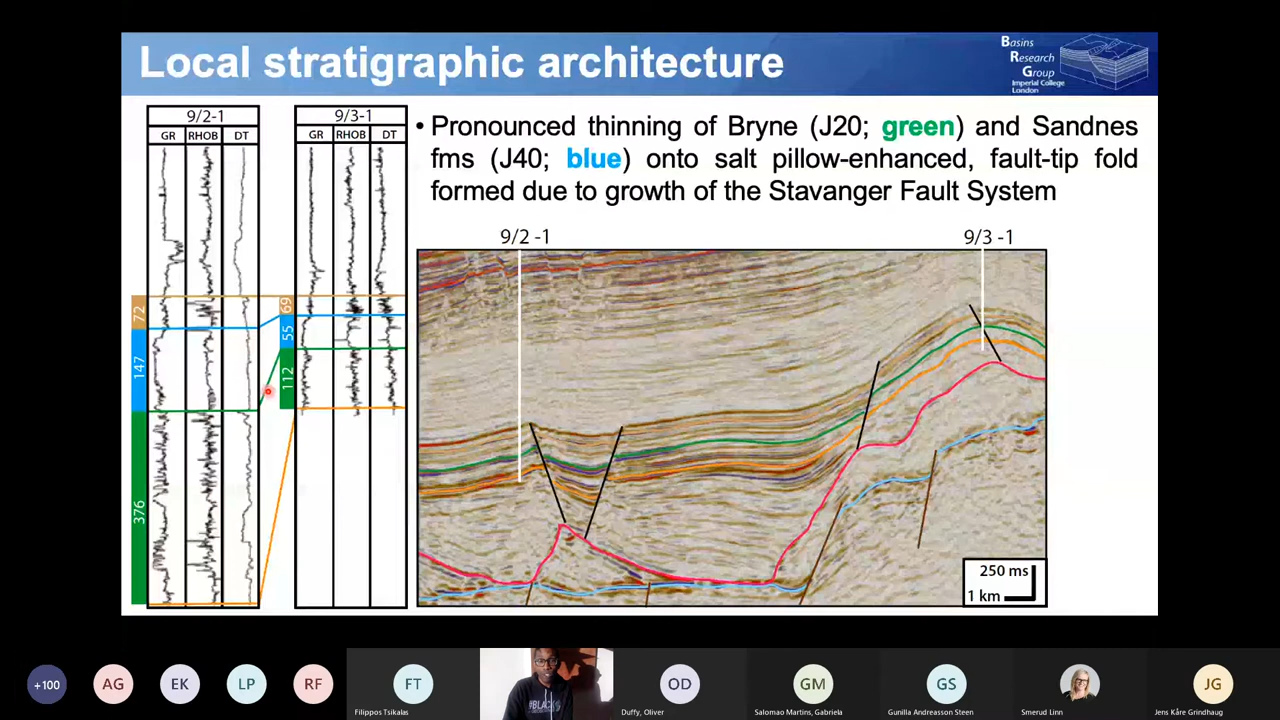 Local stratigraphic architecture
Basins
Research
Group
Imperial College
London
9/2-1
GR RHOB DT
9/3-1
GR RHOB DT
72
147
376
69
55
112
• Pronounced thinning of Bryne (J20; green) and Sandnes
fms (J40; blue) onto salt pillow-enhanced, fault-tip fold
formed due to growth of the Stavanger Fault System
9/2 -1
9/3 -1
250 ms
1 km
+100
AG
EK
LP
RF
FT
Filippos Tsikalas
#BLACK
OD
Duffy, Oliver
GM
Salomao Martins, Gabriela
GS
Gunilla Andreasson Steen
Smerud Linn
JG
Jens Kåre Grindhaug